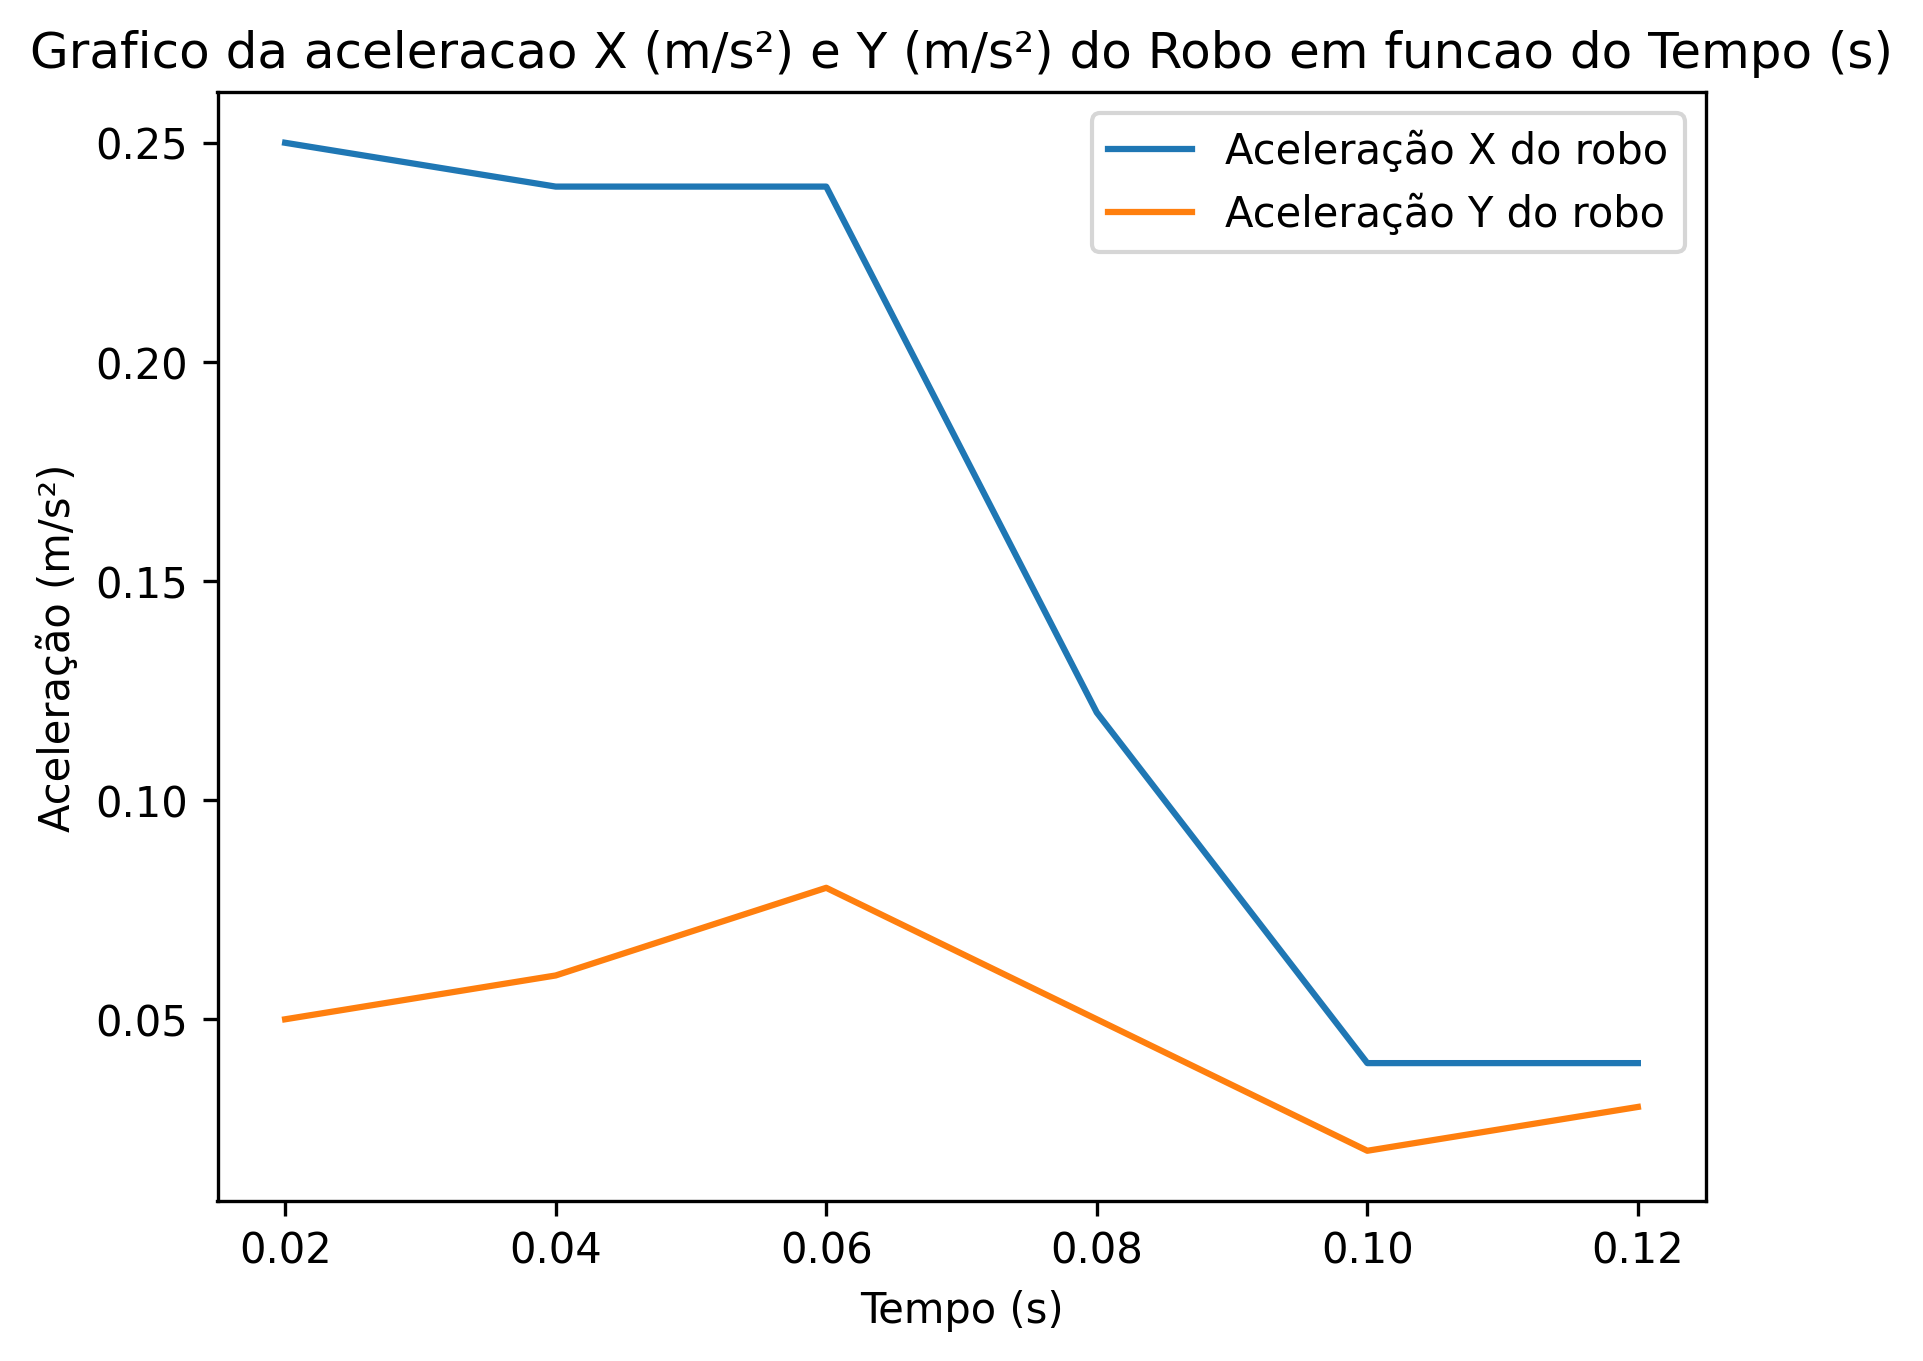 Grafico da aceleracao X (m/s²) e Y (m/s²) do Robo em funcao do Tempo (s)
Aceleração X do robo
Aceleração Y do robo
Aceleração (m/s²)
0.25
0.20
0.15
0.10
0.05
0.02 0.04 0.06 0.08 0.10 0.12
Tempo (s)